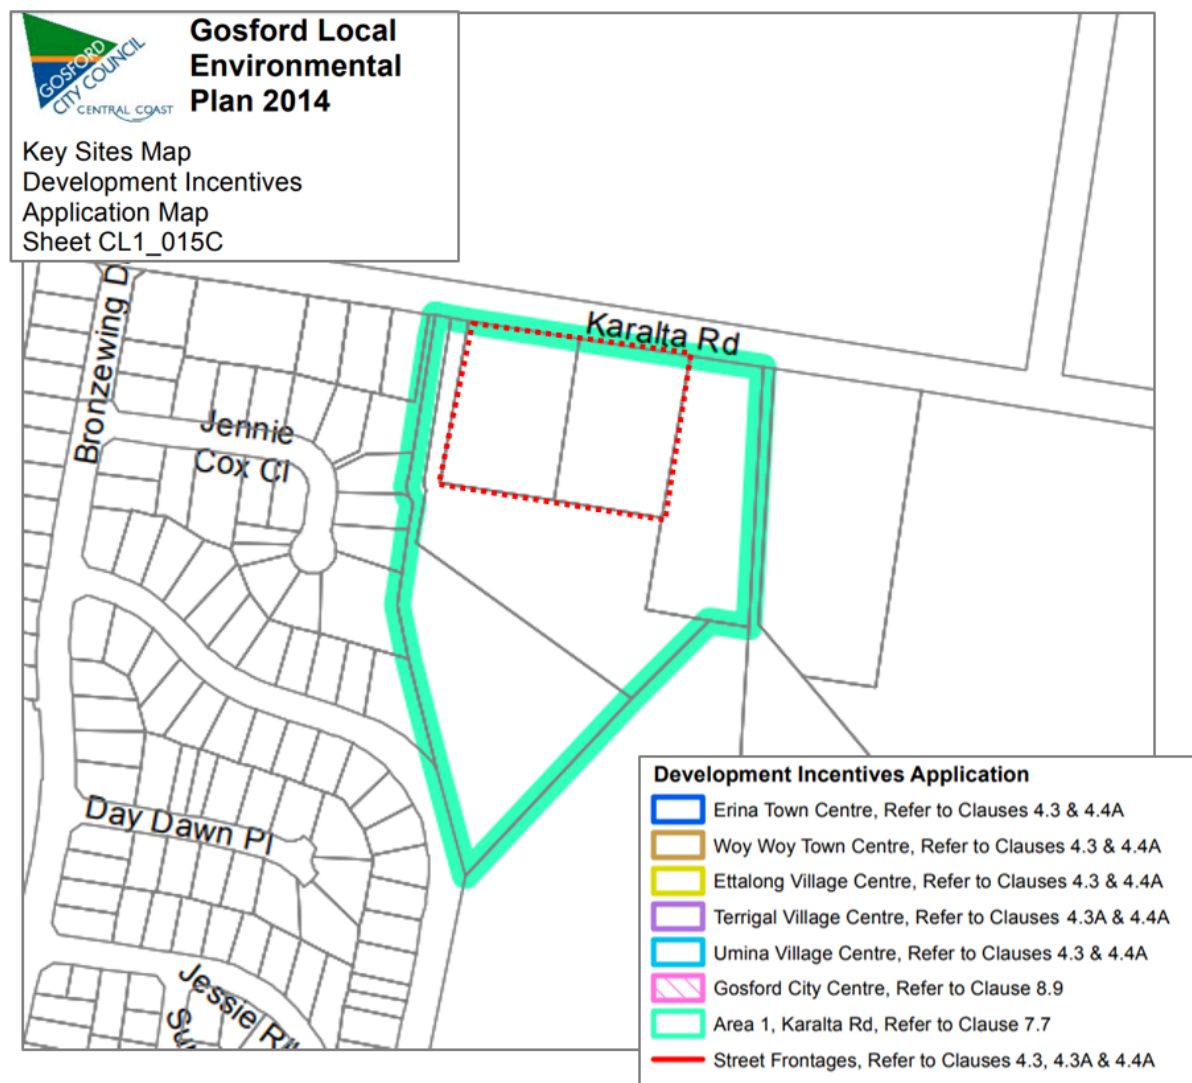 GOSFORD
CITY COUNCIL
CENTRAL COAST
Gosford Local
Environmental
Plan 2014
Key Sites Map
Development Incentives
Application Map
Sheet CL1_015C
Bronzewing D
Karalta Rd
Jennie
Cox Cl
Day Dawn Pl
Jessie
Development Incentives Application
Erina Town Centre, Refer to Clauses 4.3 & 4.4A
Woy Woy Town Centre, Refer to Clauses 4.3 & 4.4A
Ettalong Village Centre, Refer to Clauses 4.3 & 4.4A
Terrigal Village Centre, Refer to Clauses 4.3A & 4.4A
Umina Village Centre, Refer to Clauses 4.3 & 4.4A
Gosford City Centre, Refer to Clause 8.9
Area 1, Karalta Rd, Refer to Clause 7.7
Street Frontages, Refer to Clauses 4.3, 4.3A & 4.4A